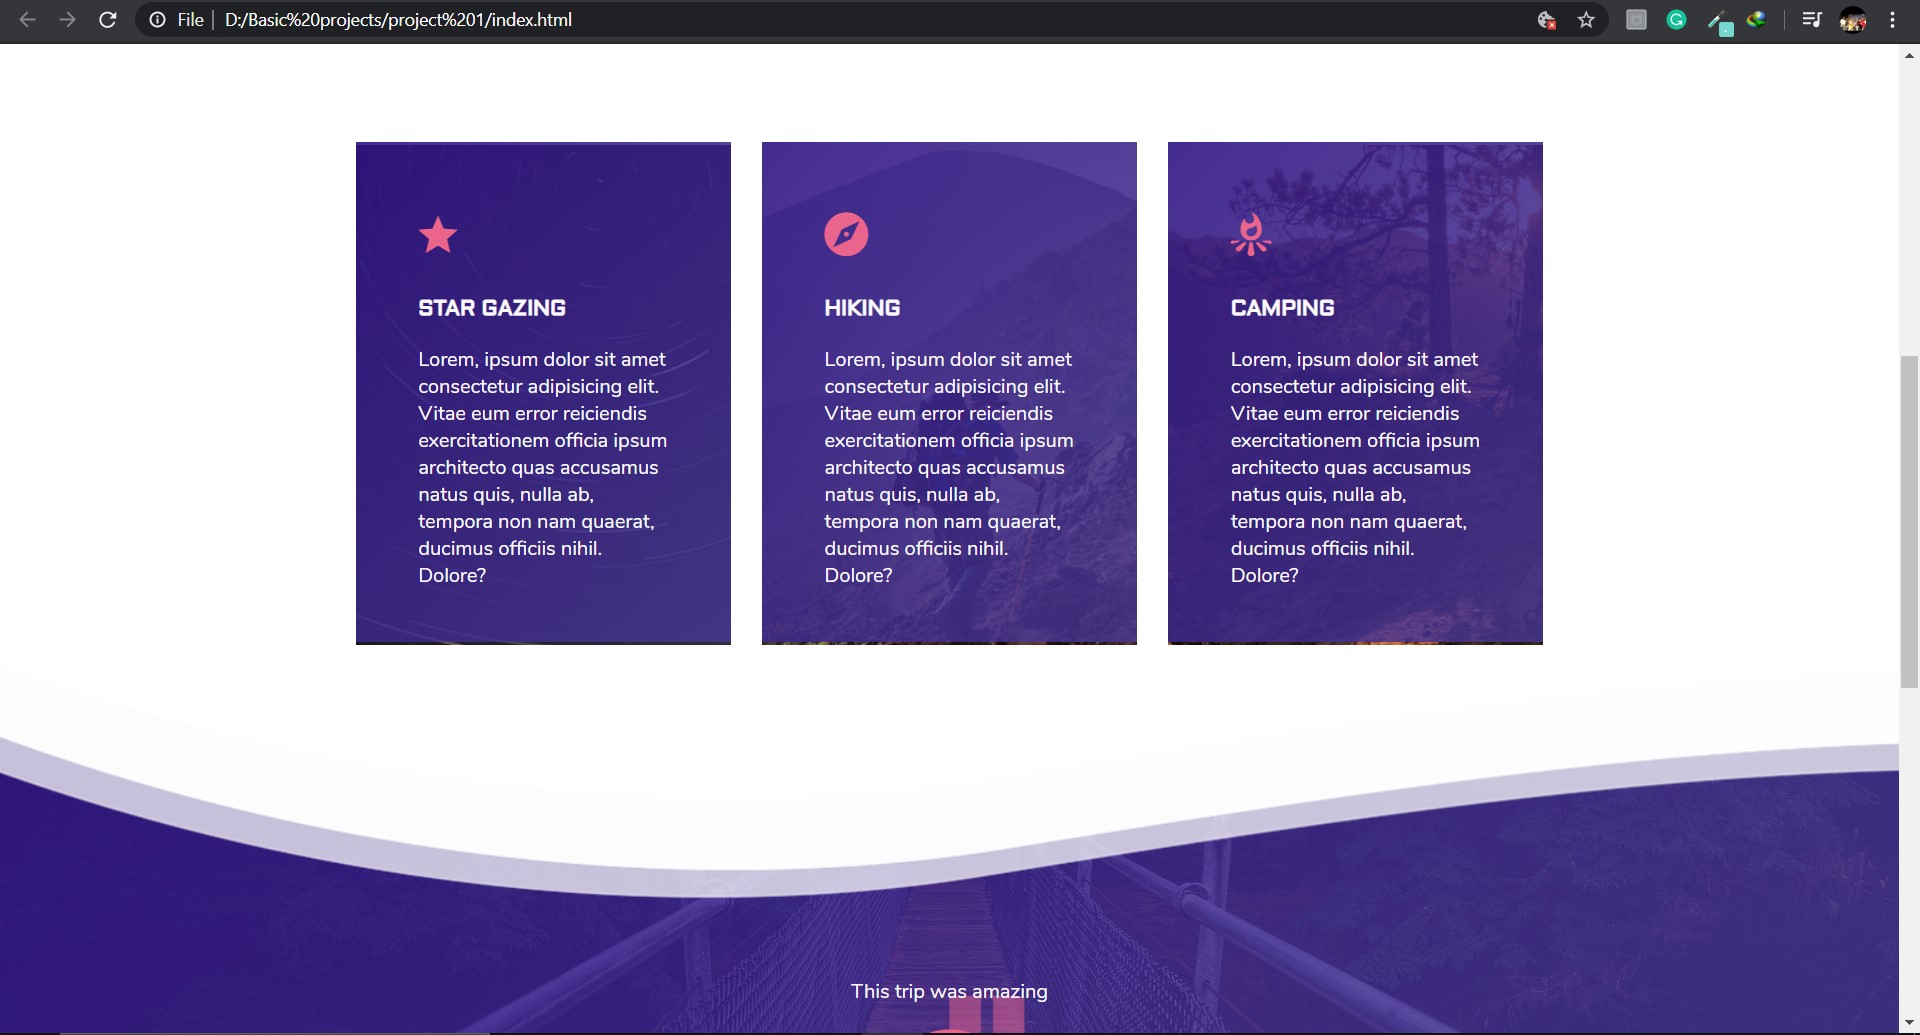 File
D:/Basic%20projects/project%201/index.html
STAR GAZING
Lorem, ipsum dolor sit amet
consectetur adipisicing elit.
Vitae eum error reiciendis
exercitationem officia ipsum
architecto quas accusamus
natus quis, nulla ab,
tempora non nam quaerat,
ducimus officiis nihil.
Dolore?
HIKING
Lorem, ipsum dolor sit amet
consectetur adipisicing elit.
Vitae eum error reiciendis
exercitationem officia ipsum
architecto quas accusamus
natus quis, nulla ab,
tempora non nam quaerat,
ducimus officiis nihil.
Dolore?
CAMPING
Lorem, ipsum dolor sit amet
consectetur adipisicing elit.
Vitae eum error reiciendis
exercitationem officia ipsum
architecto quas accusamus
natus quis, nulla ab,
tempora non nam quaerat,
ducimus officiis nihil.
Dolore?
This trip was amazing